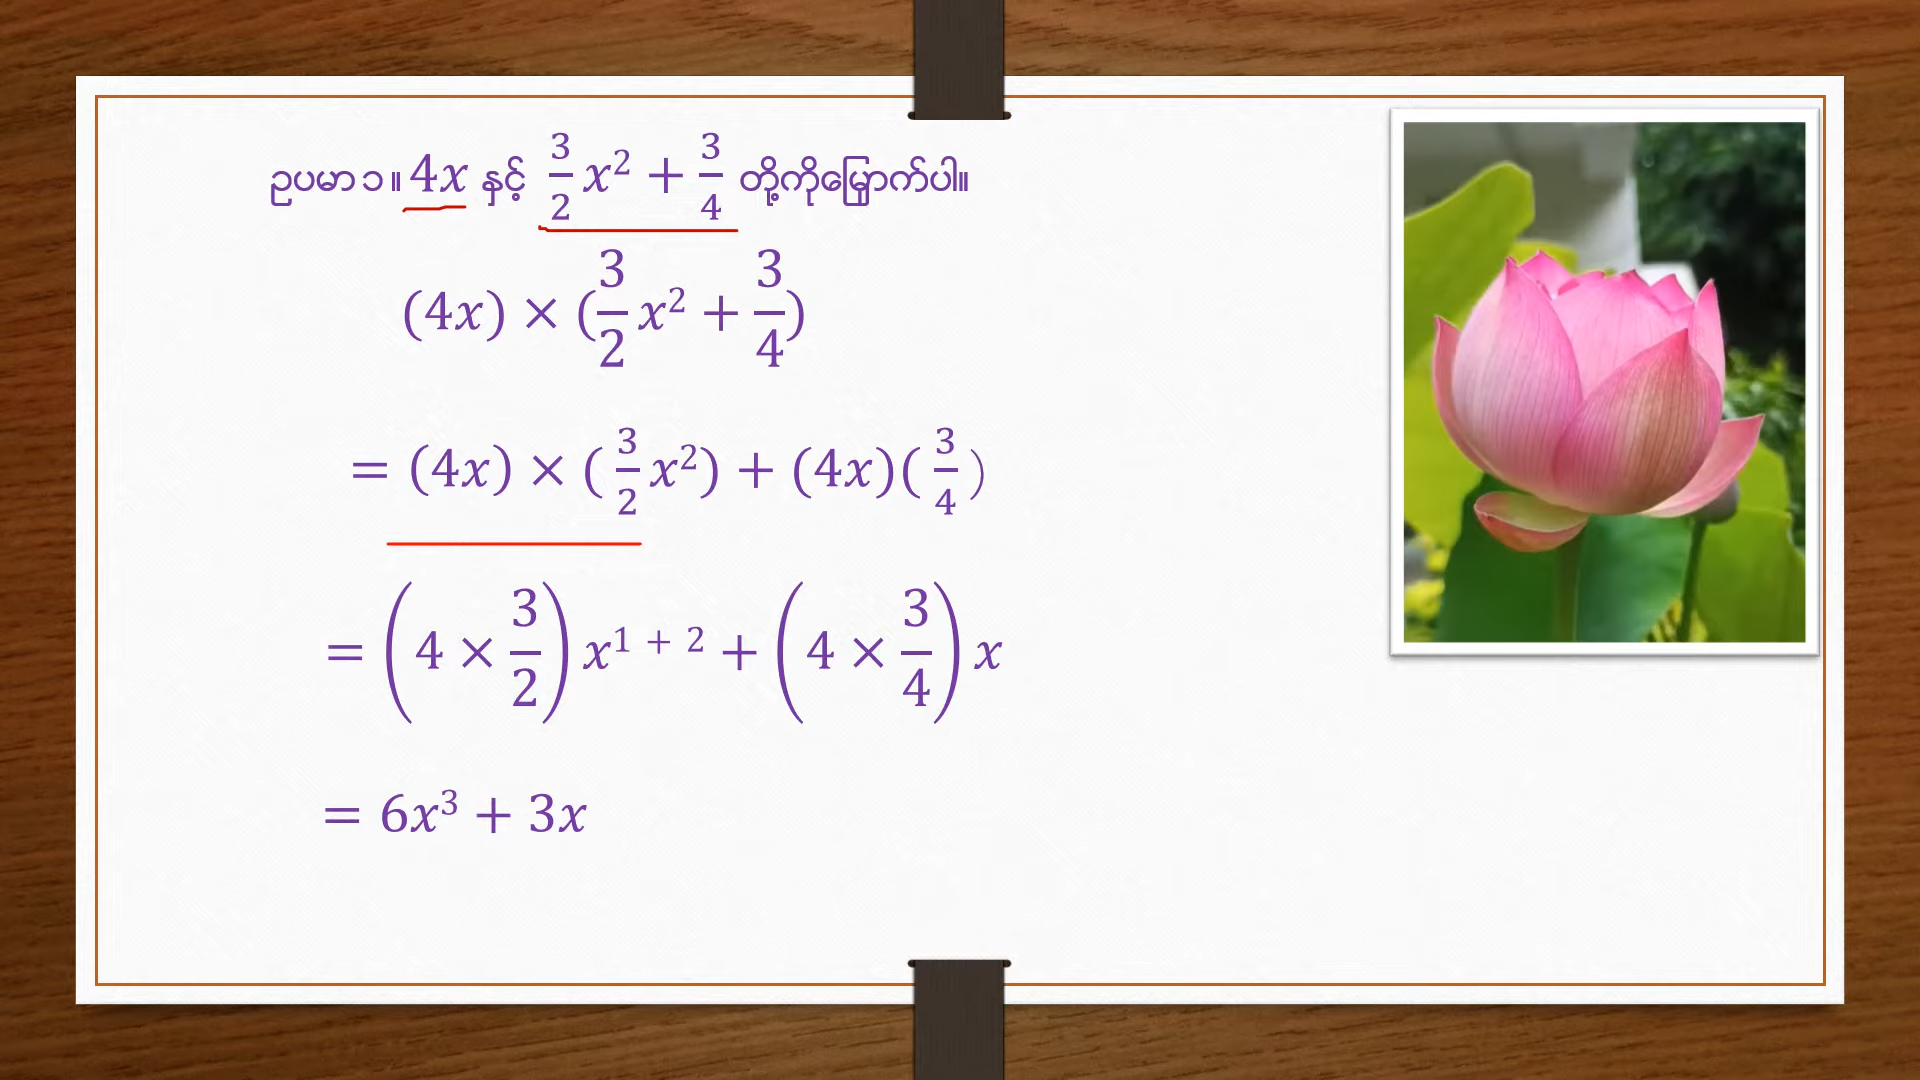 ဥပမာ ၁ ။ 4x နှင့် 3/2 x² + 3/4 တို့ကိုမြှောက်ပါ။
(4x) × (3/2 x² + 3/4)
= (4x) × ( 3/2 x²) + (4x)( 3/4 )
= (4 × 3/2) x¹ ⁺ ² + (4 × 3/4) x
= 6x³ + 3x